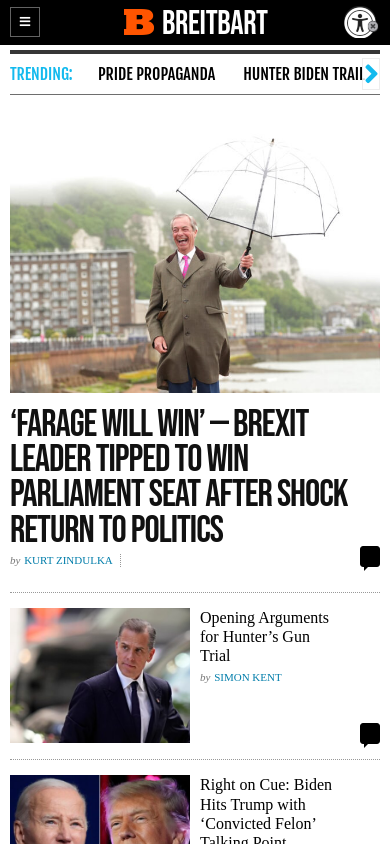 BREITBART
TRENDING: PRIDE PROPAGANDA HUNTER BIDEN
‘FARAGE WILL WIN’ – BREXIT
LEADER TIPPED TO WIN
PARLIAMENT SEAT AFTER SHOCK
RETURN TO POLITICS
by KURT ZINDULKA
Opening Arguments
for Hunter’s Gun
Trial
by SIMON KENT
Right on Cue: Biden
Hits Trump with
‘Convicted Felon’
Talking Point